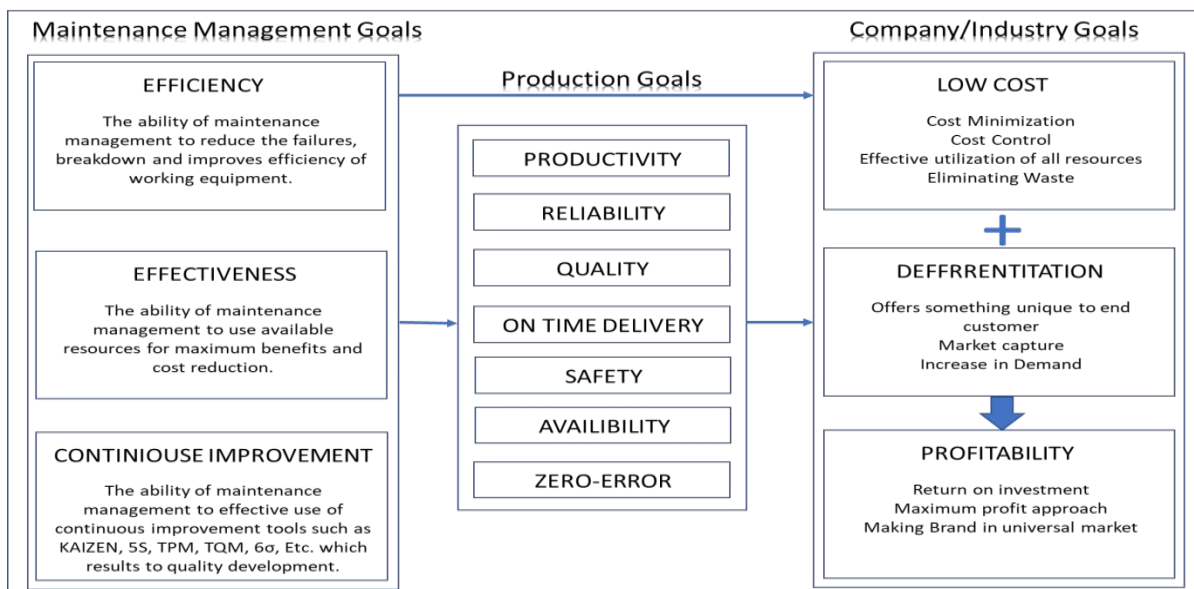 Maintenance Management Goals
EFFICIENCY
The ability of maintenance
management to reduce the failures,
breakdown and improves efficiency of
working equipment.
EFFECTIVENESS
The ability of maintenance
management to use available
resources for maximum benefits and
cost reduction.
CONTINIOUSE IMPROVEMENT
The ability of maintenance
management to effective use of
continuous improvement tools such as
KAIZEN, 5S, TPM, TQM, 6σ, Etc. which
results to quality development.
Production Goals
PRODUCTIVITY
RELIABILITY
QUALITY
ON TIME DELIVERY
SAFETY
AVAILIBILITY
ZERO-ERROR
Company/Industry Goals
LOW COST
Cost Minimization
Cost Control
Effective utilization of all resources
Eliminating Waste
+
DEFFRRENTITATION
Offers something unique to end
customer
Market capture
Increase in Demand
PROFITABILITY
Return on investment
Maximum profit approach
Making Brand in universal market